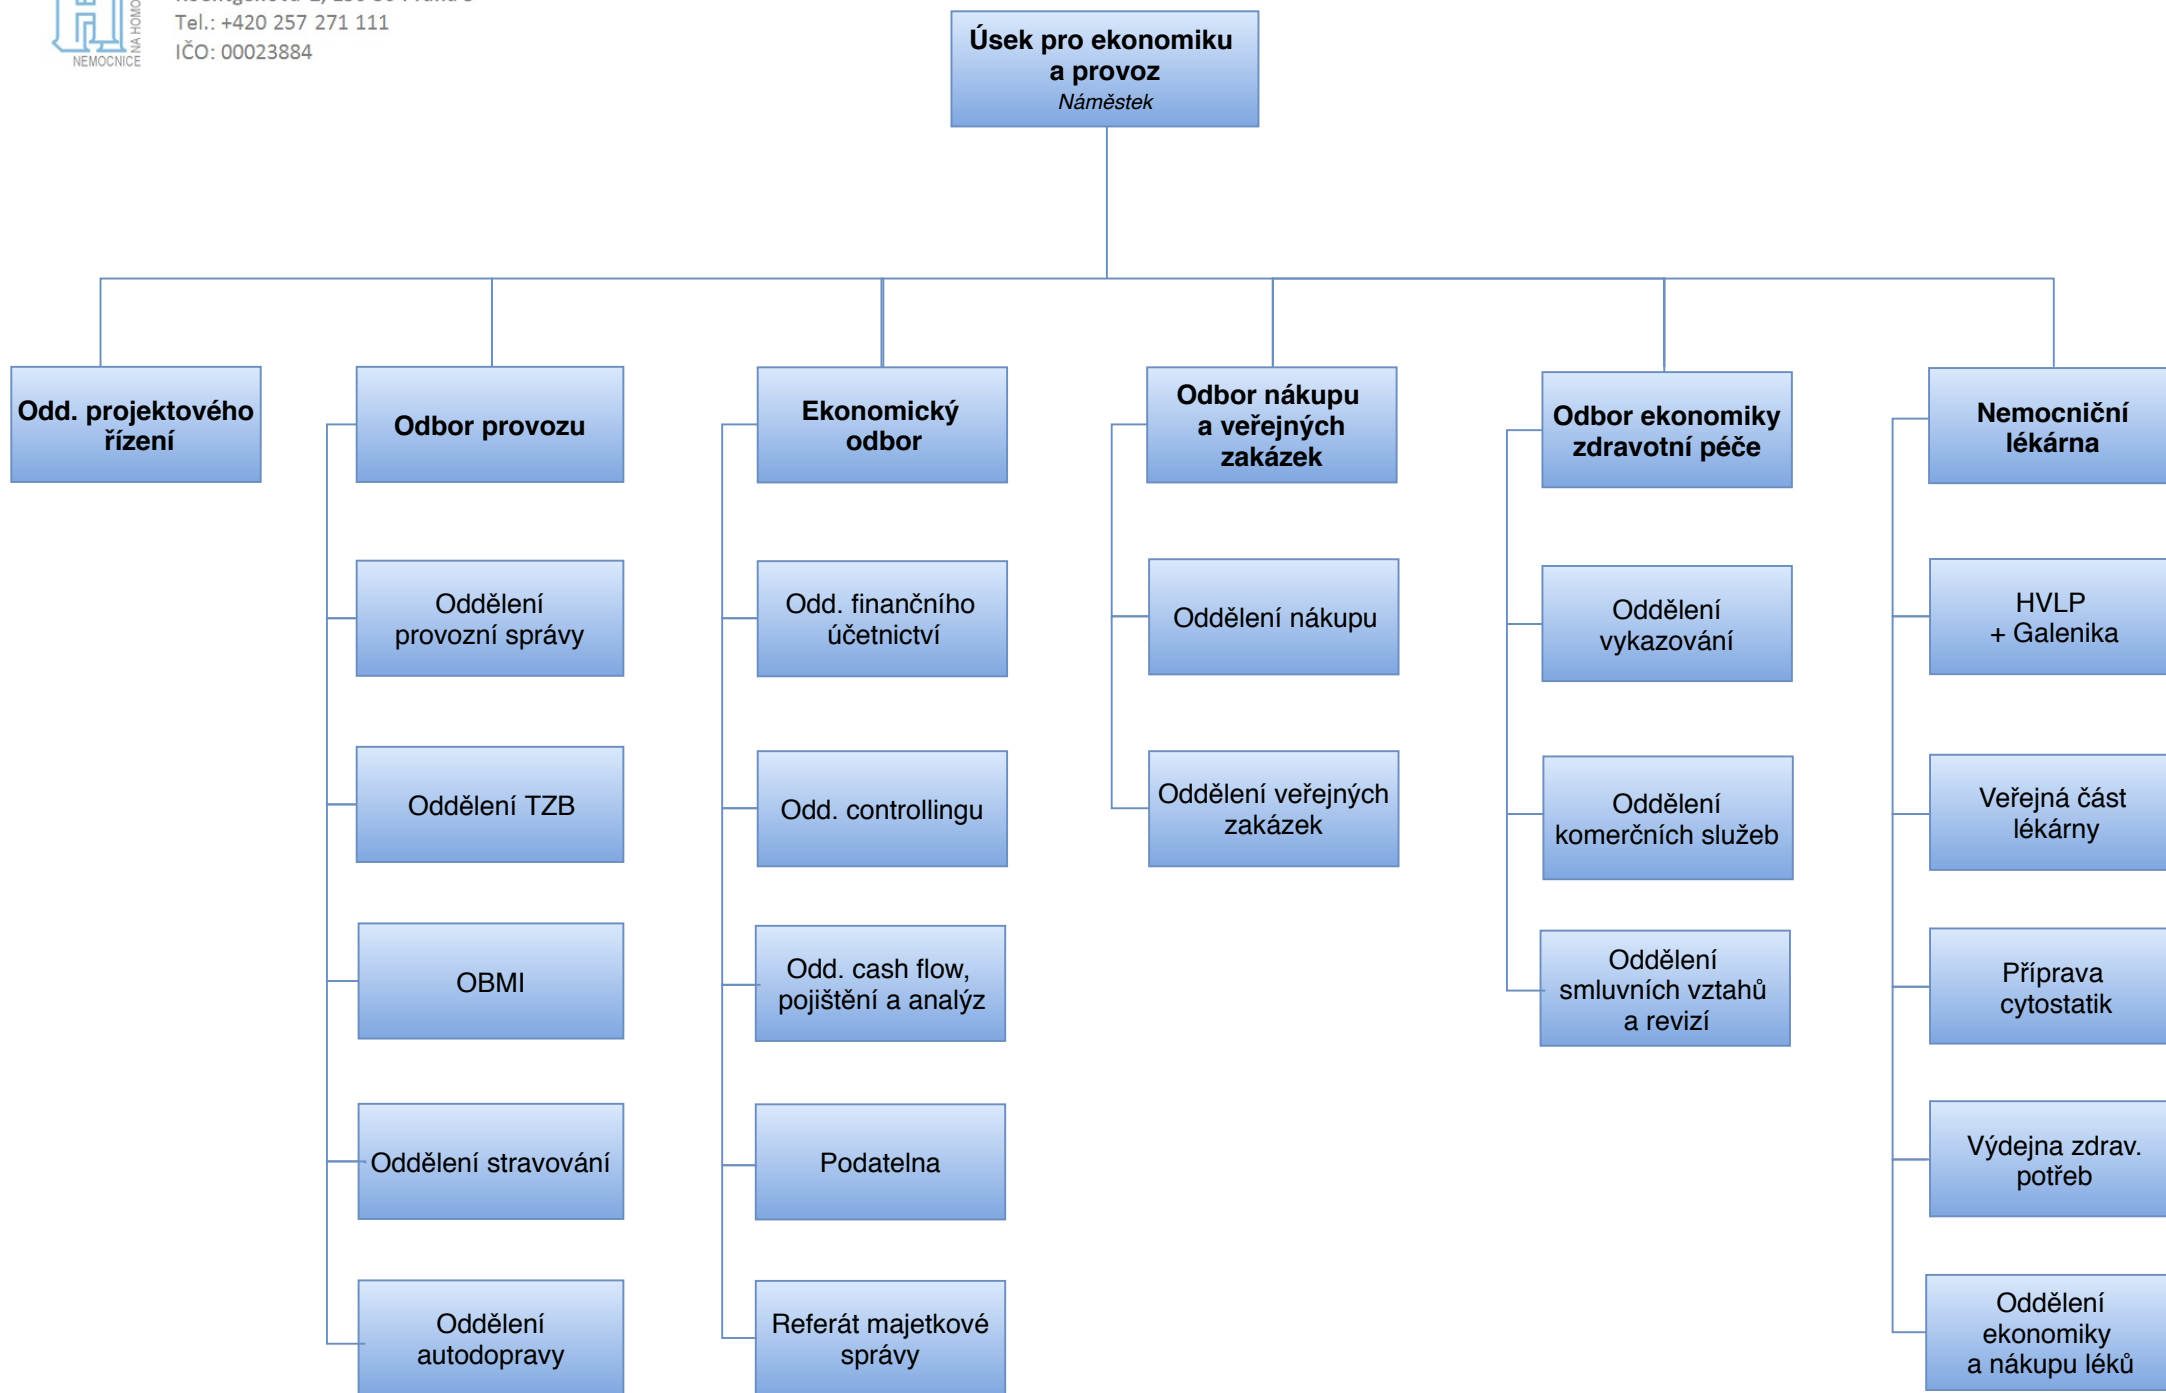 NEMOCNICE
Tel.: +420 257 271 111
IČO: 00023884
Úsek pro ekonomiku
a provoz
Náměstek
Odd. projektového
řízení
Odbor provozu
Ekonomický
odbor
Odbor nákupu
a veřejných
zakázek
Odbor ekonomiky
zdravotní péče
Nemocniční
lékárna
Oddělení
provozní správy
Odd. finančního
účetnictví
Oddělení nákupu
Oddělení
vykazování
HVLP
+ Galenika
Oddělení TZB
Odd. controllingu
Oddělení veřejných
zakázek
Oddělení
komerčních služeb
Veřejná část
lékárny
OBMI
Odd. cash flow,
pojištění a analýz
Oddělení
smluvních vztahů
a revizí
Příprava
cytostatik
Oddělení stravování
Podatelna
Výdejna zdrav.
potřeb
Oddělení
autodopravy
Referát majetkové
správy
Oddělení
ekonomiky
a nákupu léků